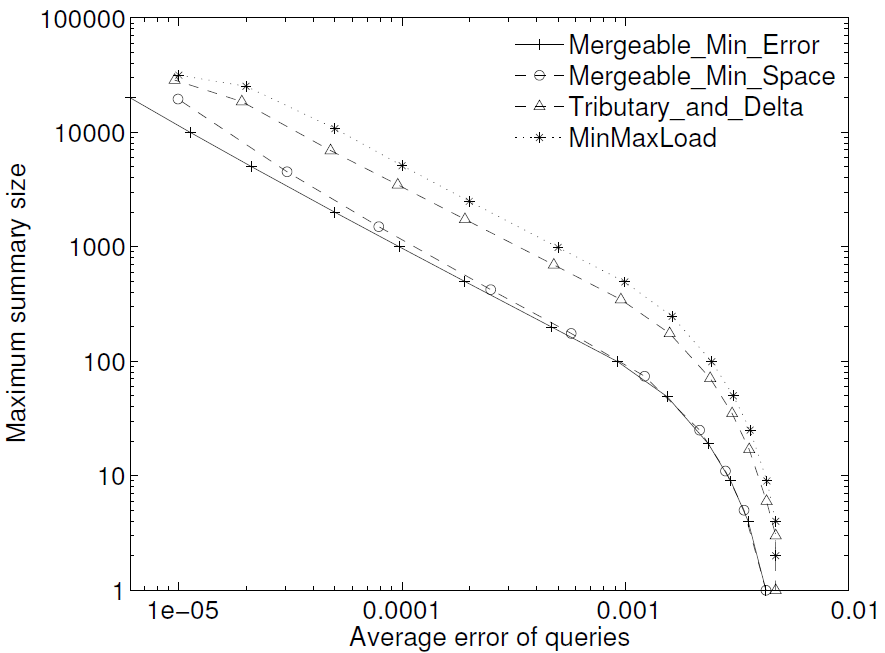 100000
10000
1000
100
10
1
Maximum summary size
Mergeable_Min_Error
Mergeable_Min_Space
Tributary_and_Delta
MinMaxLoad
1e−05 0.0001 0.001 0.01
Average error of queries